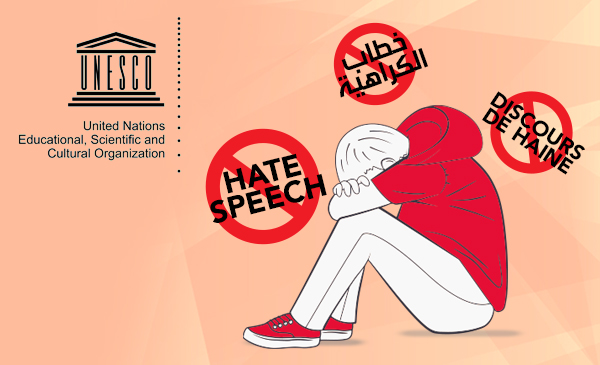 UNESCO
United Nations
Educational, Scientific and
Cultural Organization
خطاب
الكراهية
DISCOURS
DE HAINE
HATE
SPEECH